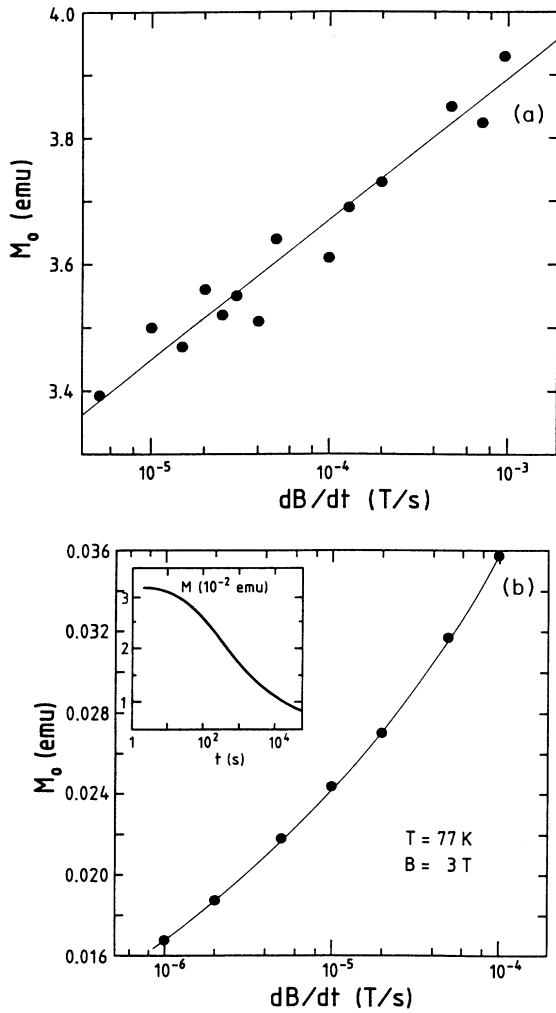 4.0
3.8
3.6
3.4
M₀ (emu)
(a)
10⁻⁵
10⁻⁴
10⁻³
dB/dt (T/s)
0.036
0.032
0.028
0.024
0.020
0.016
M₀ (emu)
(b)
M (10⁻² emu)
3
2
1
1
10²
10⁴
t (s)
T = 77 K
B = 3 T
10⁻⁶
10⁻⁵
10⁻⁴
dB/dt (T/s)